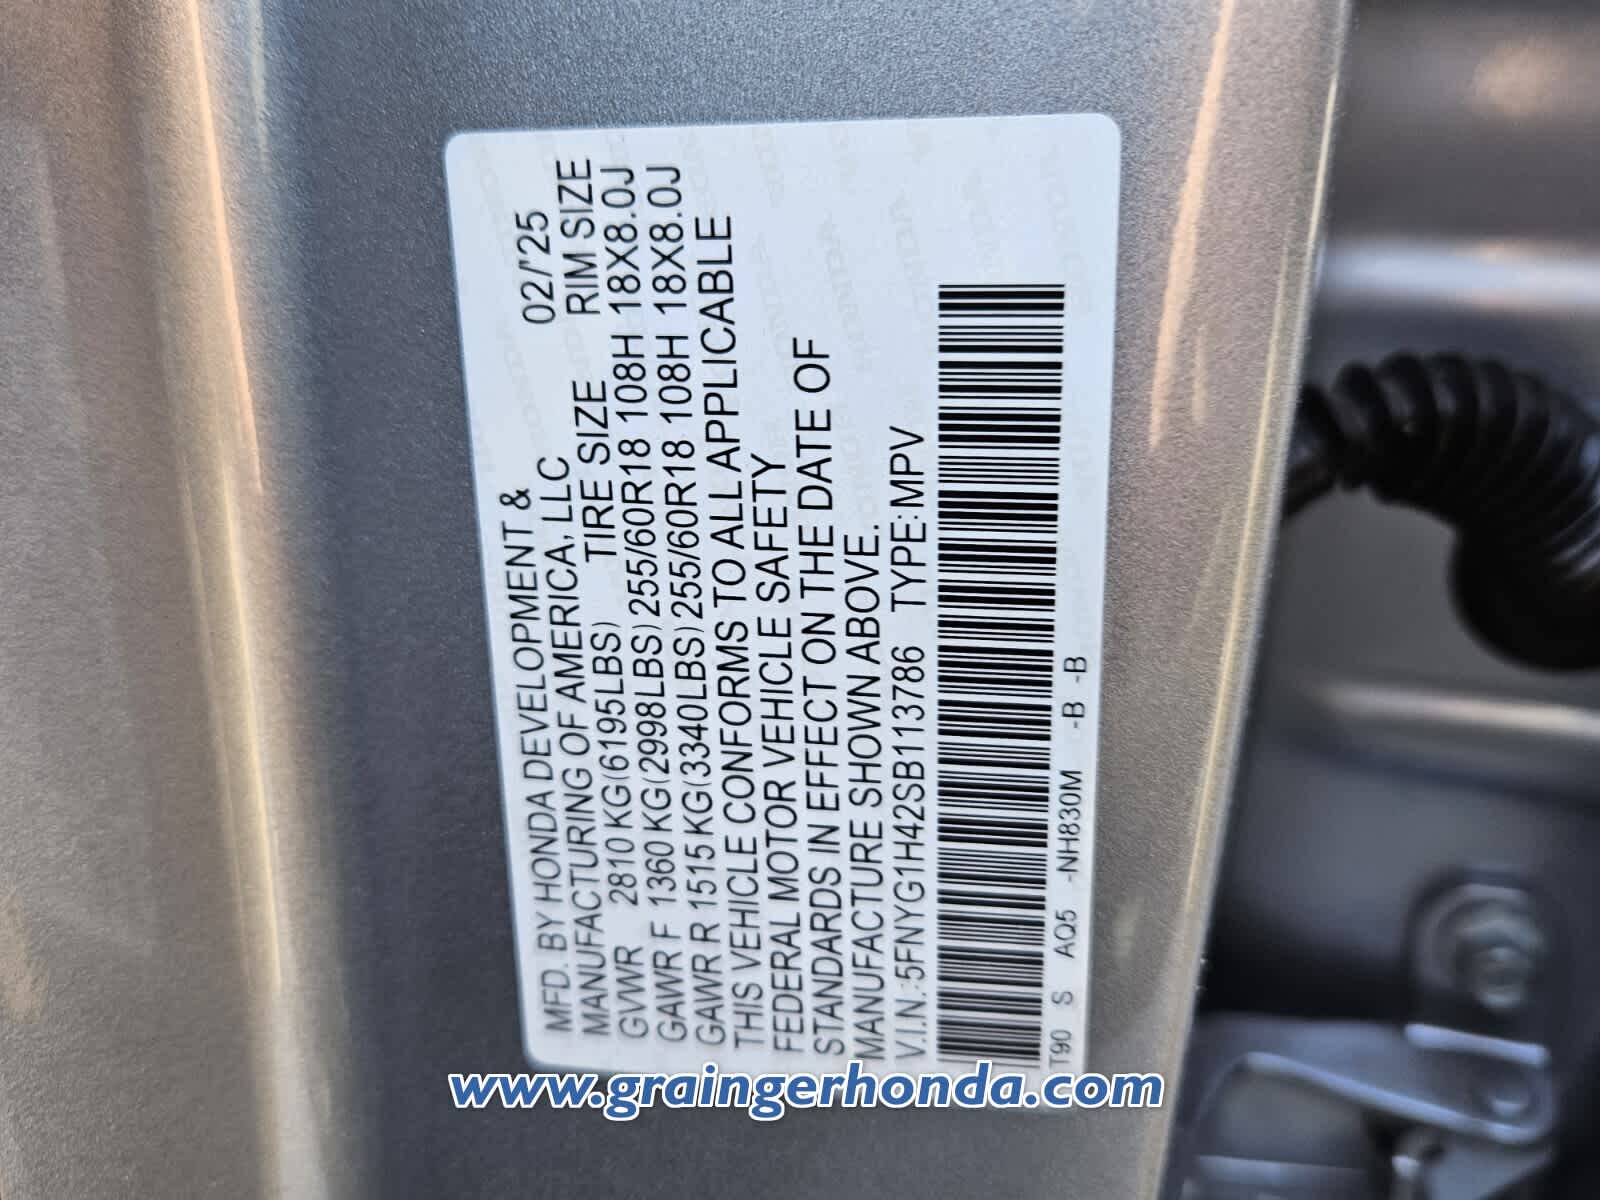 MFD. BY HONDA DEVELOPMENT & 02/'25
MANUFACTURING OF AMERICA, LLC
TIRE SIZE RIM SIZE
GVWR 2810 KG(6195LBS)
GAWR F 1360 KG(2998LBS) 255/60R18 108H 18X8.0J
GAWR R 1515 KG(3340LBS) 255/60R18 108H 18X8.0J
THIS VEHICLE CONFORMS TO ALL APPLICABLE
FEDERAL MOTOR VEHICLE SAFETY
STANDARDS IN EFFECT ON THE DATE OF
MANUFACTURE SHOWN ABOVE.
V.I.N.:5FNYG1H42SB113786 TYPE:MPV
T90 S AQ5 -NH830M -B -B
www.graingerhonda.com